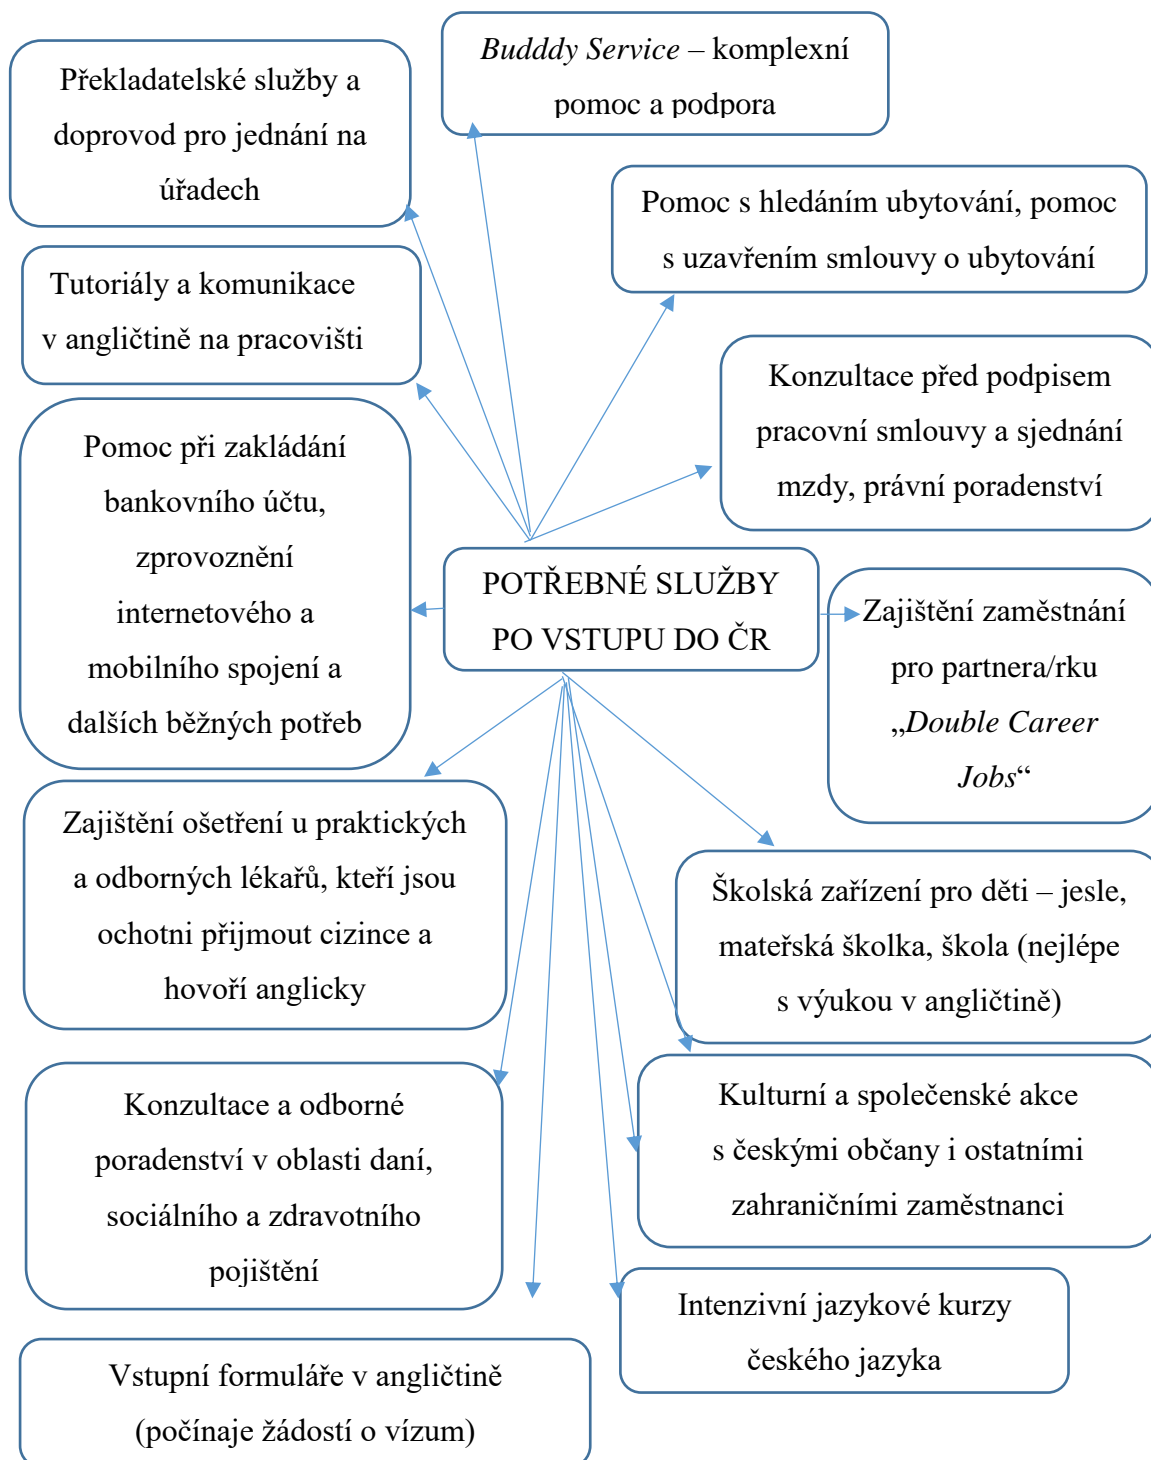 Překladatelské služby a
doprovod pro jednání na
úřadech
Budddy Service – komplexní
pomoc a podpora
Pomoc s hledáním ubytování, pomoc
s uzavřením smlouvy o ubytování
Tutoriály a komunikace
v angličtině na pracovišti
Konzultace před podpisem
pracovní smlouvy a sjednání
mzdy, právní poradenství
Pomoc při zakládání
bankovního účtu,
zprovoznění
internetového a
mobilního spojení a
dalších běžných potřeb
POTŘEBNÉ SLUŽBY
PO VSTUPU DO ČR
Zajištění zaměstnání
pro partnera/rku
„Double Career
Jobs“
Zajištění ošetření u praktických
a odborných lékařů, kteří jsou
ochotni přijmout cizince a
hovoří anglicky
Školská zařízení pro děti – jesle,
mateřská školka, škola (nejlépe
s výukou v angličtině)
Konzultace a odborné
poradenství v oblasti daní,
sociálního a zdravotního
pojištění
Kulturní a společenské akce
s českými občany i ostatními
zahraničními zaměstnanci
Intenzivní jazykové kurzy
českého jazyka
Vstupní formuláře v angličtině
(počínaje žádostí o vízum)